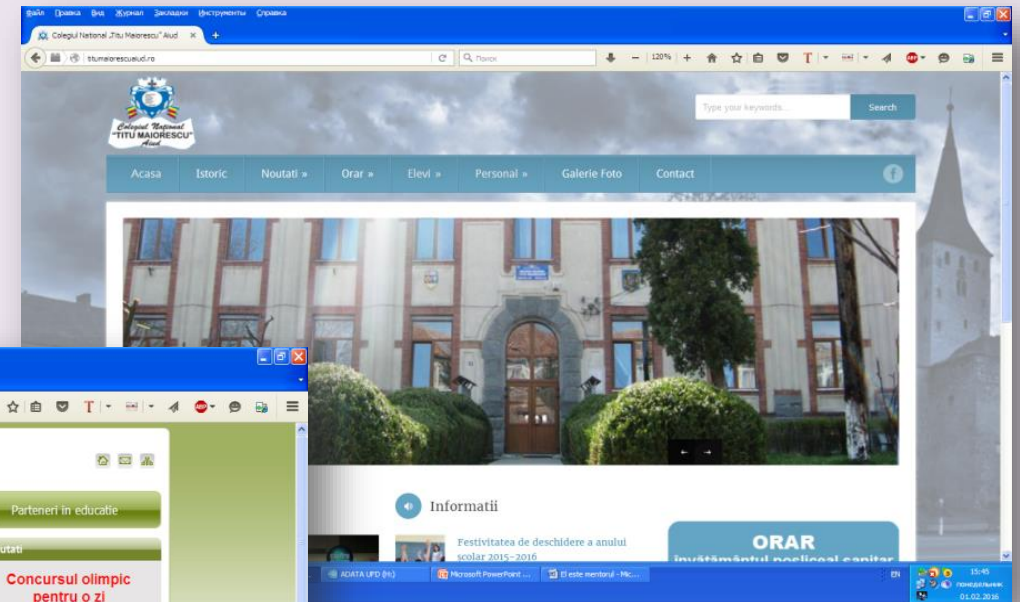 Файл Правка Вид Журнал Закладки Инструменты Справка
Colegiul National „Titu Maiorescu" Aiud
titumaiorescuaiud.ro
Поиск
120%
Colegiul Național
"TITU MAIORESCU"
Aiud
Type your keywords...
Search
Acasa Istoric Noutati » Orar » Elevi » Personal » Galerie Foto Contact
Informatii
Festivitatea de deschidere a anului
scolar 2015-2016
ORAR
învățământul posliceal sanitar
Parteneri in educatie
Concursul olimpic
pentru o zi
ADATA UFD (H:) Microsoft PowerPoint ... El este mentorul - Mic...
EN
15:45
понедельник
01.02.2016